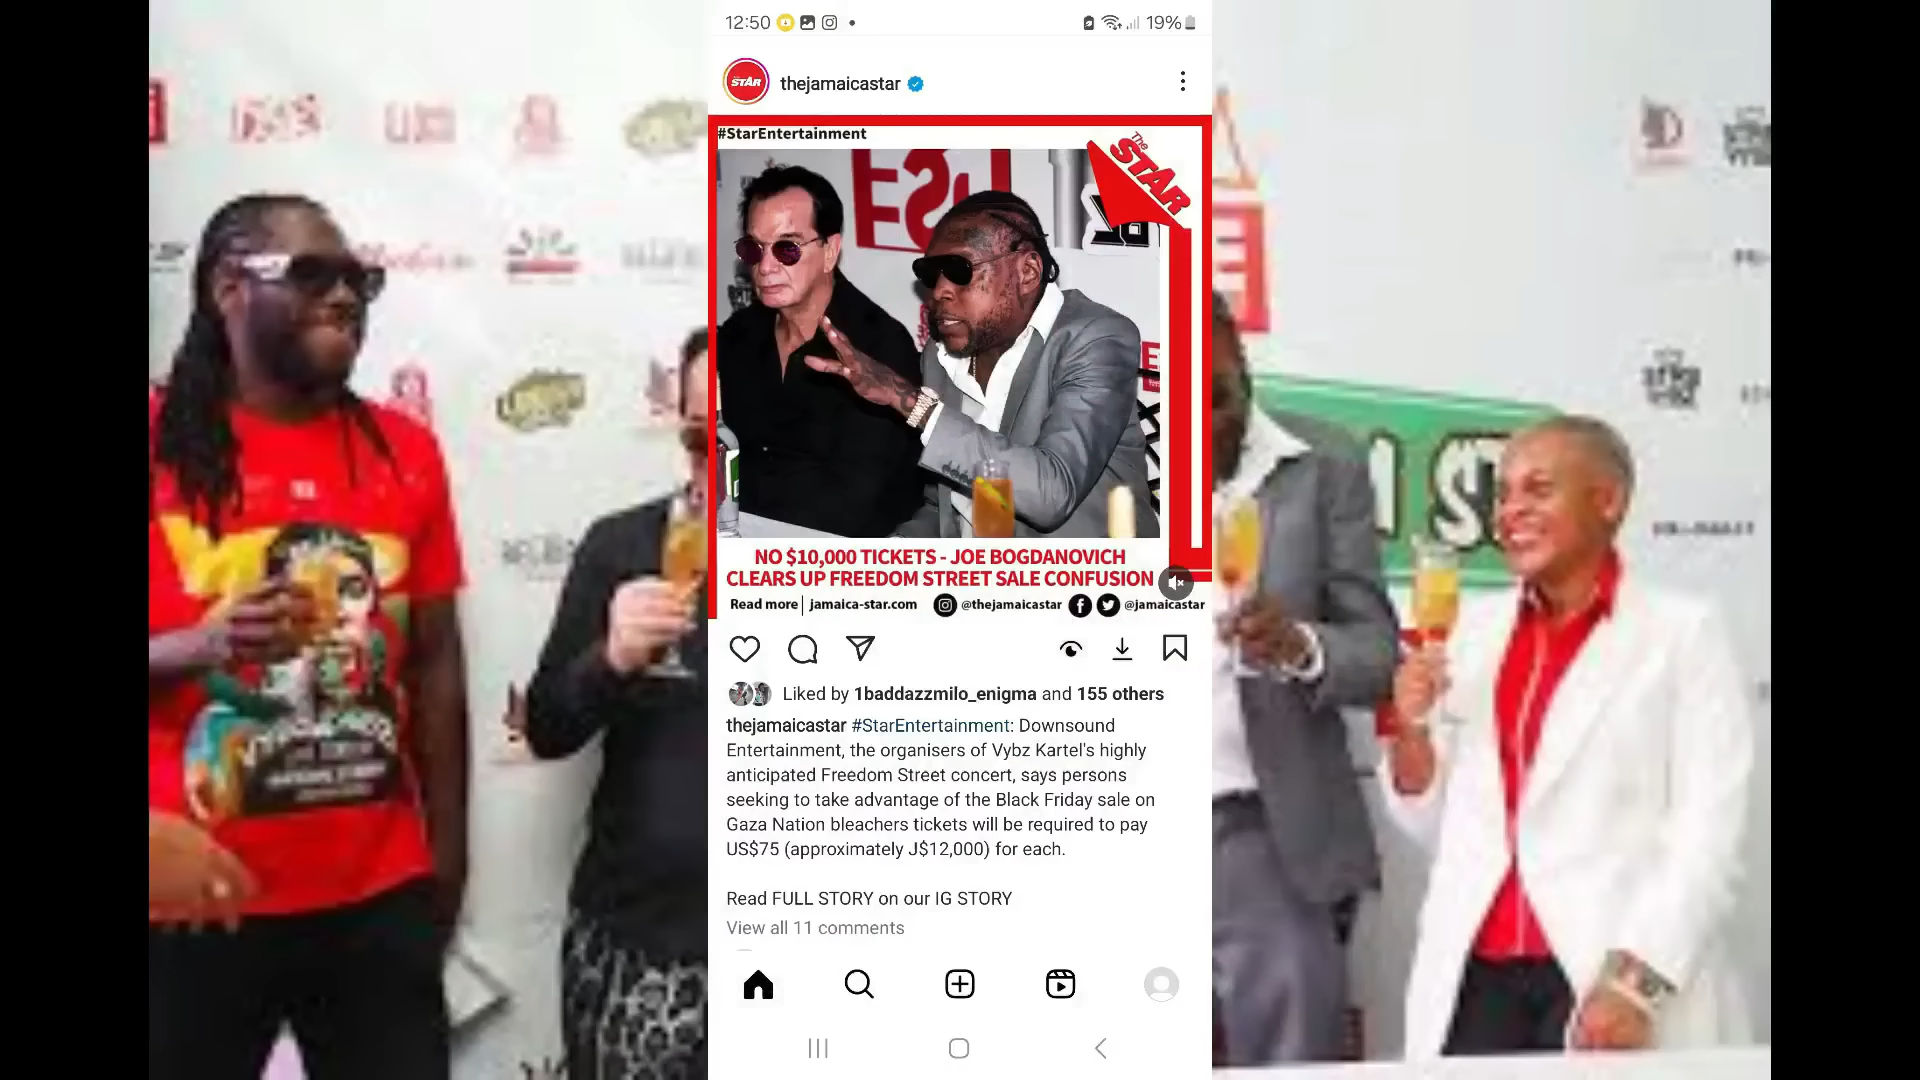 12:50
19%
STAR
thejamaicastar
#StarEntertainment
The
STAR
NO $10,000 TICKETS - JOE BOGDANOVICH
CLEARS UP FREEDOM STREET SALE CONFUSION
Read more | jamaica-star.com @thejamaicastar @jamaicastar
Liked by 1baddazzmilo_enigma and 155 others
thejamaicastar #StarEntertainment: Downsound
Entertainment, the organisers of Vybz Kartel's highly
anticipated Freedom Street concert, says persons
seeking to take advantage of the Black Friday sale on
Gaza Nation bleachers tickets will be required to pay
US$75 (approximately J$12,000) for each.
Read FULL STORY on our IG STORY
View all 11 comments